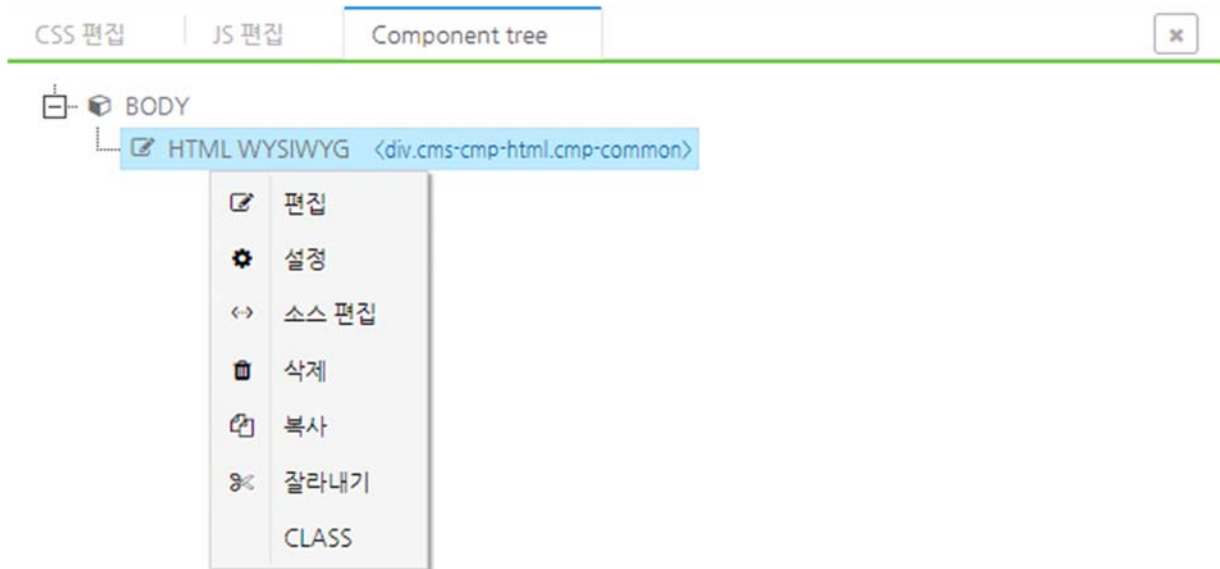 CSS 편집 JS 편집 Component tree
BODY
HTML WYSIWYG <div.cms-cmp-html.cmp-common>
편집
설정
소스 편집
삭제
복사
잘라내기
CLASS